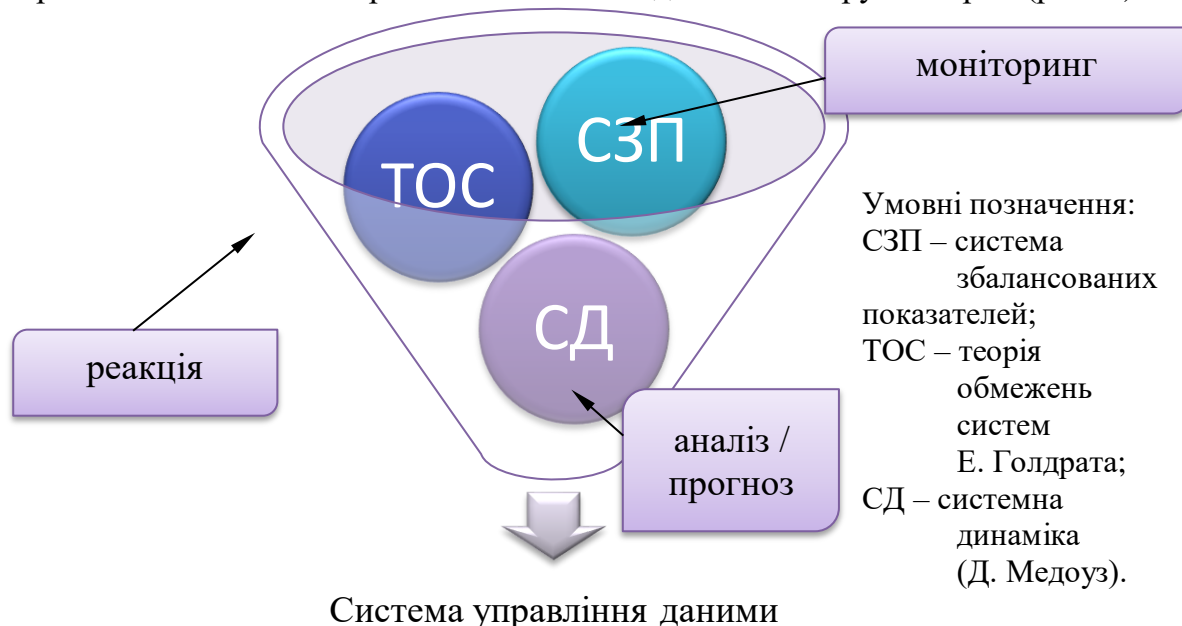 моніторинг
СЗП
ТОС
СД
реакція
аналіз /
прогноз
Умовні позначення:
СЗП – система
збалансованих
показателей;
ТОС – теорія
обмежень
систем
Е. Голдрата;
СД – системна
динаміка
(Д. Медоуз).
Система управління даними